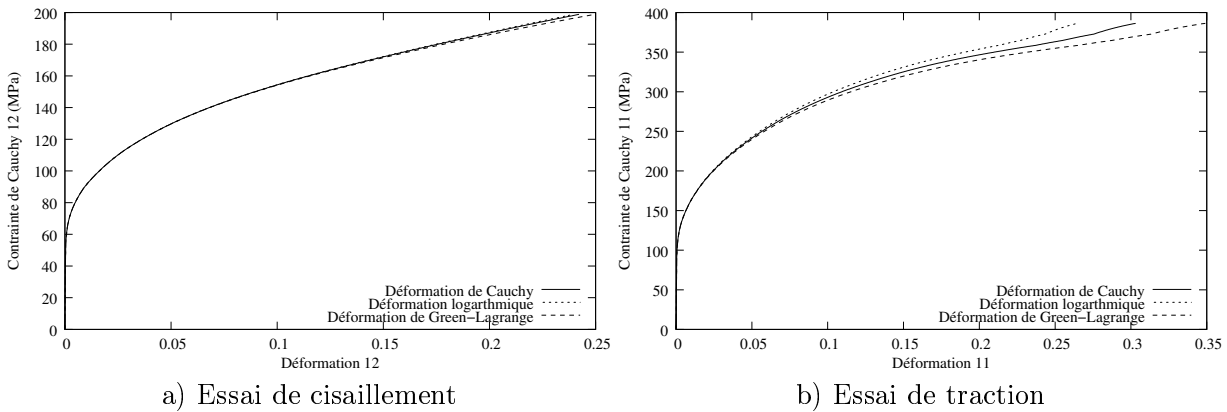 200
180
160
140
120
100
80
60
40
20
0
Contrainte de Cauchy 12 (MPa)
Déformation de Cauchy
Déformation logarthmique
Déformation de Green−Lagrange
0 0.05 0.1 0.15 0.2 0.25
Déformation 12
a) Essai de cisaillement
400
350
300
250
200
150
100
50
0
Contrainte de Cauchy 11 (MPa)
Déformation de Cauchy
Déformation logarthmique
Déformation de Green−Lagrange
0 0.05 0.1 0.15 0.2 0.25 0.3 0.35
Déformation 11
b) Essai de traction